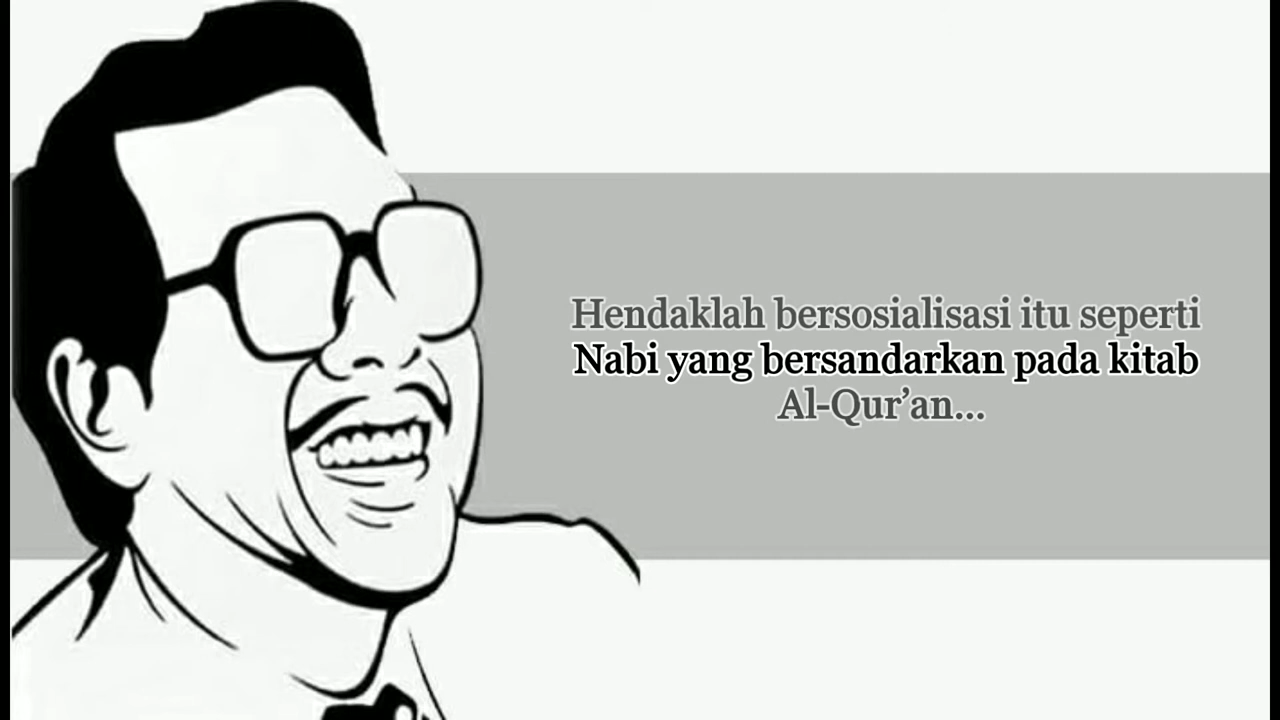 Hendaklah bersosialisasi itu seperti
Nabi yang bersandarkan pada kitab
Al-Qur’an...